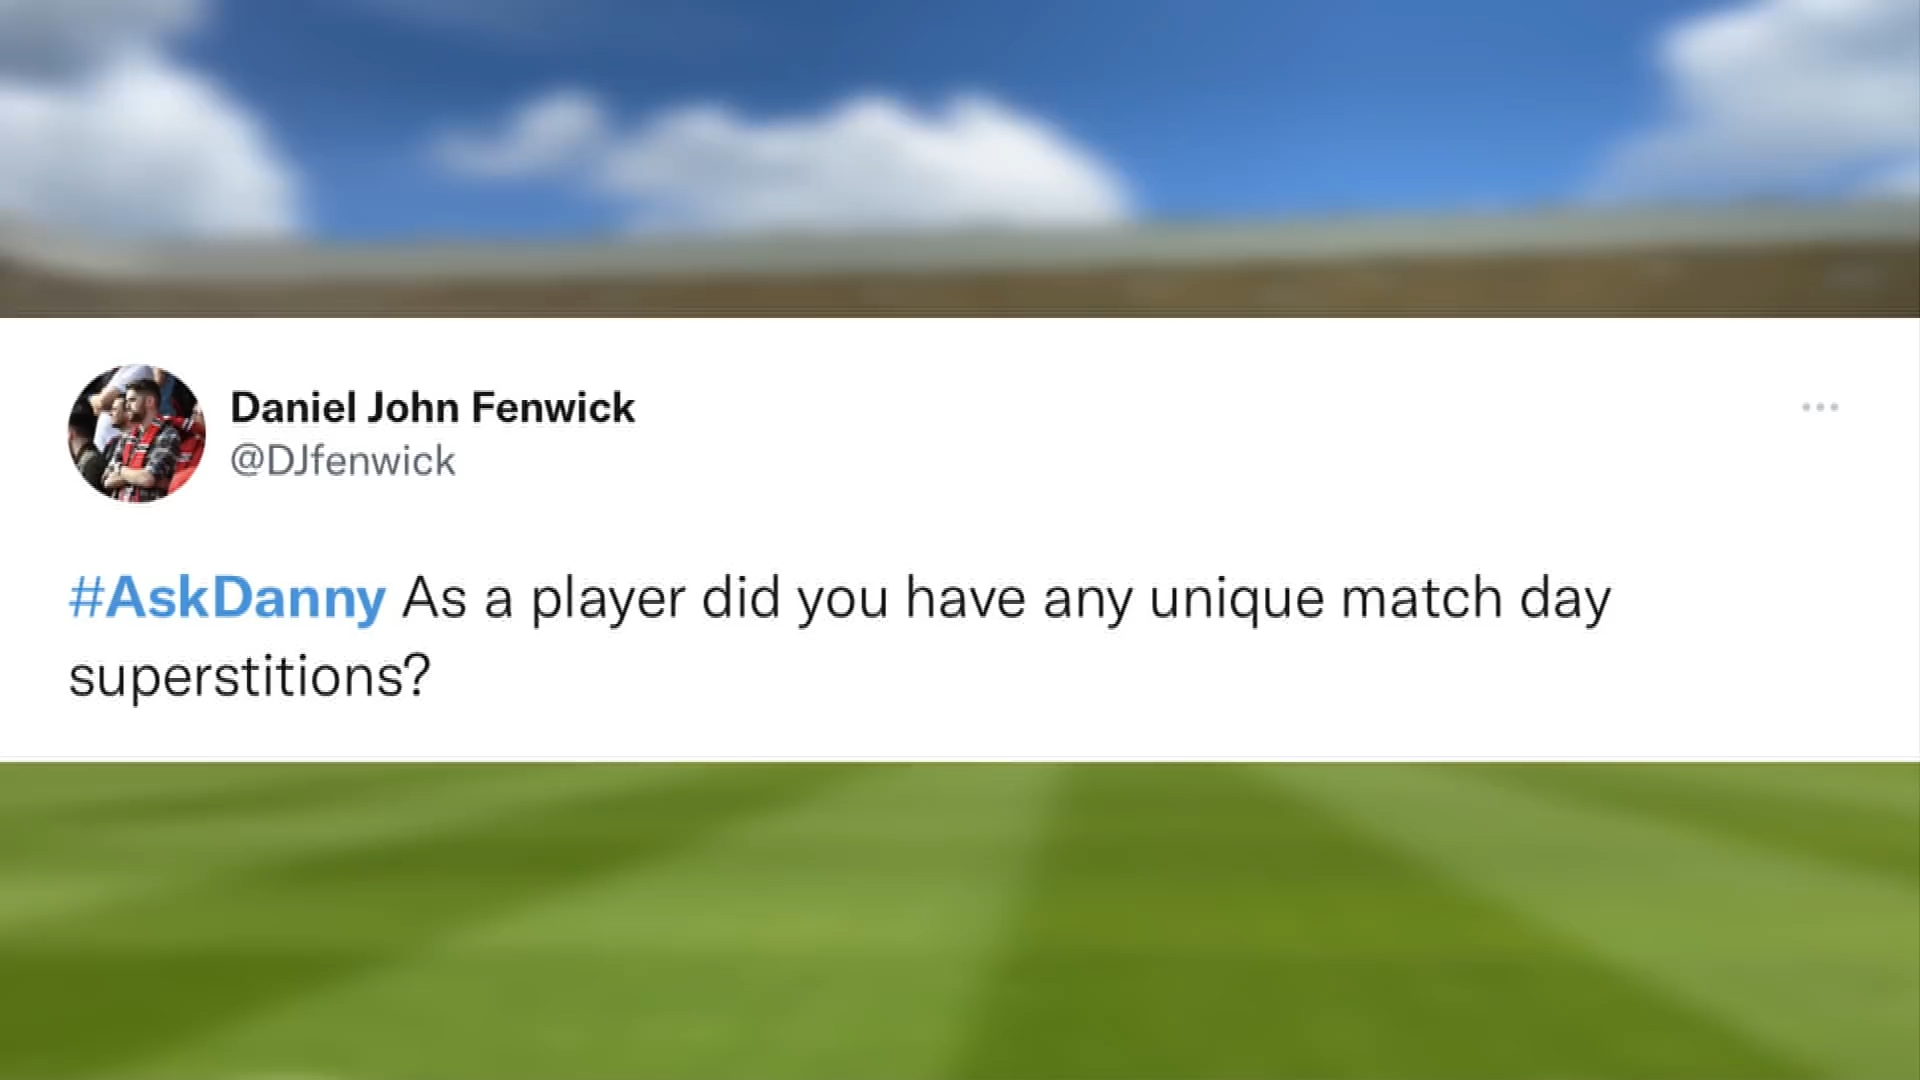 Daniel John Fenwick
@DJfenwick
#AskDanny As a player did you have any unique match day
superstitions?